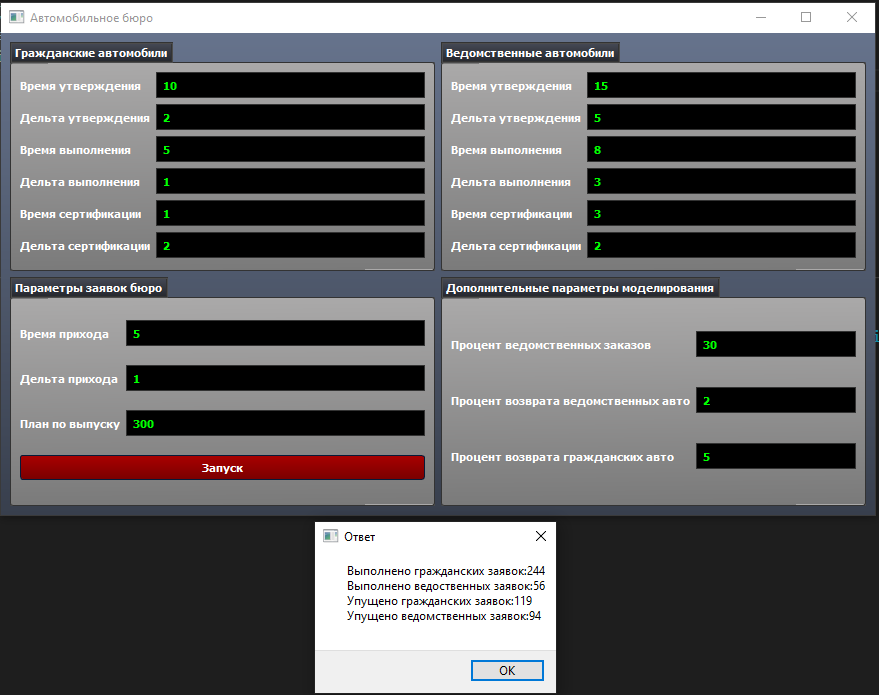 Автомобильное бюро
Гражданские автомобили
Время утверждения 10
Дельта утверждения 2
Время выполнения 5
Дельта выполнения 1
Время сертификации 1
Дельта сертификации 2
Ведомственные автомобили
Время утверждения 15
Дельта утверждения 5
Время выполнения 8
Дельта выполнения 3
Время сертификации 3
Дельта сертификации 2
Параметры заявок бюро
Время прихода 5
Дельта прихода 1
План по выпуску 300
Запуск
Дополнительные параметры моделирования
Процент ведомственных заказов 30
Процент возврата ведомственных авто 2
Процент возврата гражданских авто 5
Ответ
Выполнено гражданских заявок:244
Выполнено ведоственных заявок:56
Упущено гражданских заявок:119
Упущено ведомственных заявок:94
OK